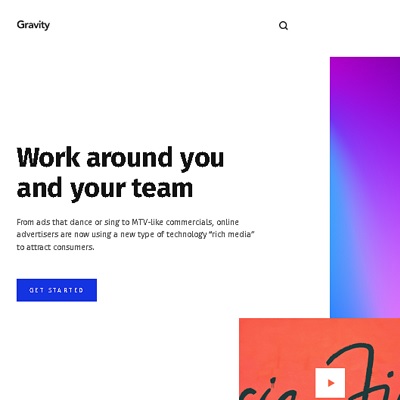 Gravity
Work around you
and your team
From ads that dance or sing to MTV-like commercials, online
advertisers are now using a new type of technology “rich media”
to attract consumers.
GET STARTED